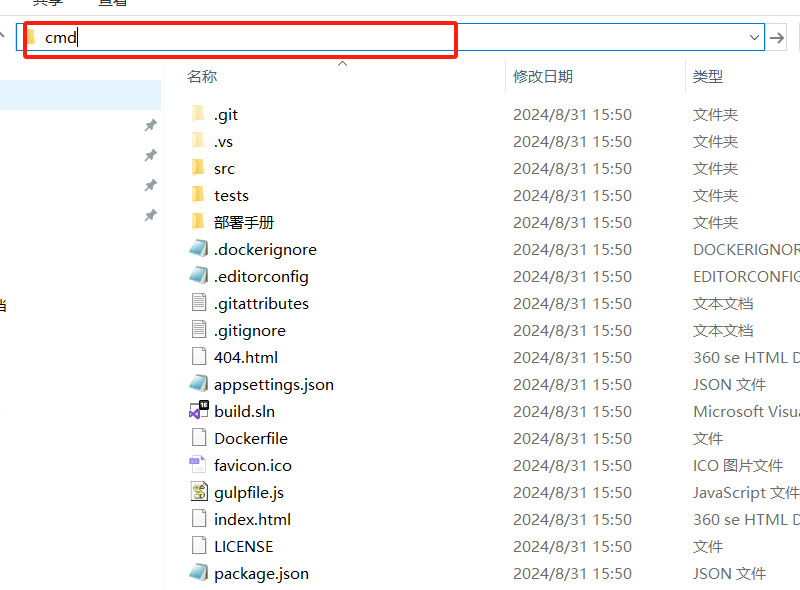 共享 查看
cmd
名称 修改日期 类型
.git 2024/8/31 15:50 文件夹
.vs 2024/8/31 15:50 文件夹
src 2024/8/31 15:50 文件夹
tests 2024/8/31 15:50 文件夹
部署手册 2024/8/31 15:50 文件夹
.dockerignore 2024/8/31 15:50 DOCKERIGNOR
.editorconfig 2024/8/31 15:50 EDITORCONFIG
.gitattributes 2024/8/31 15:50 文本文档
档
.gitignore 2024/8/31 15:50 文本文档
404.html 2024/8/31 15:50 360 se HTML D
appsettings.json 2024/8/31 15:50 JSON 文件
build.sln 2024/8/31 15:50 Microsoft Visua
Dockerfile 2024/8/31 15:50 文件
favicon.ico 2024/8/31 15:50 ICO 图片文件
gulpfile.js 2024/8/31 15:50 JavaScript 文件
index.html 2024/8/31 15:50 360 se HTML D
LICENSE 2024/8/31 15:50 文件
package.json 2024/8/31 15:50 JSON 文件